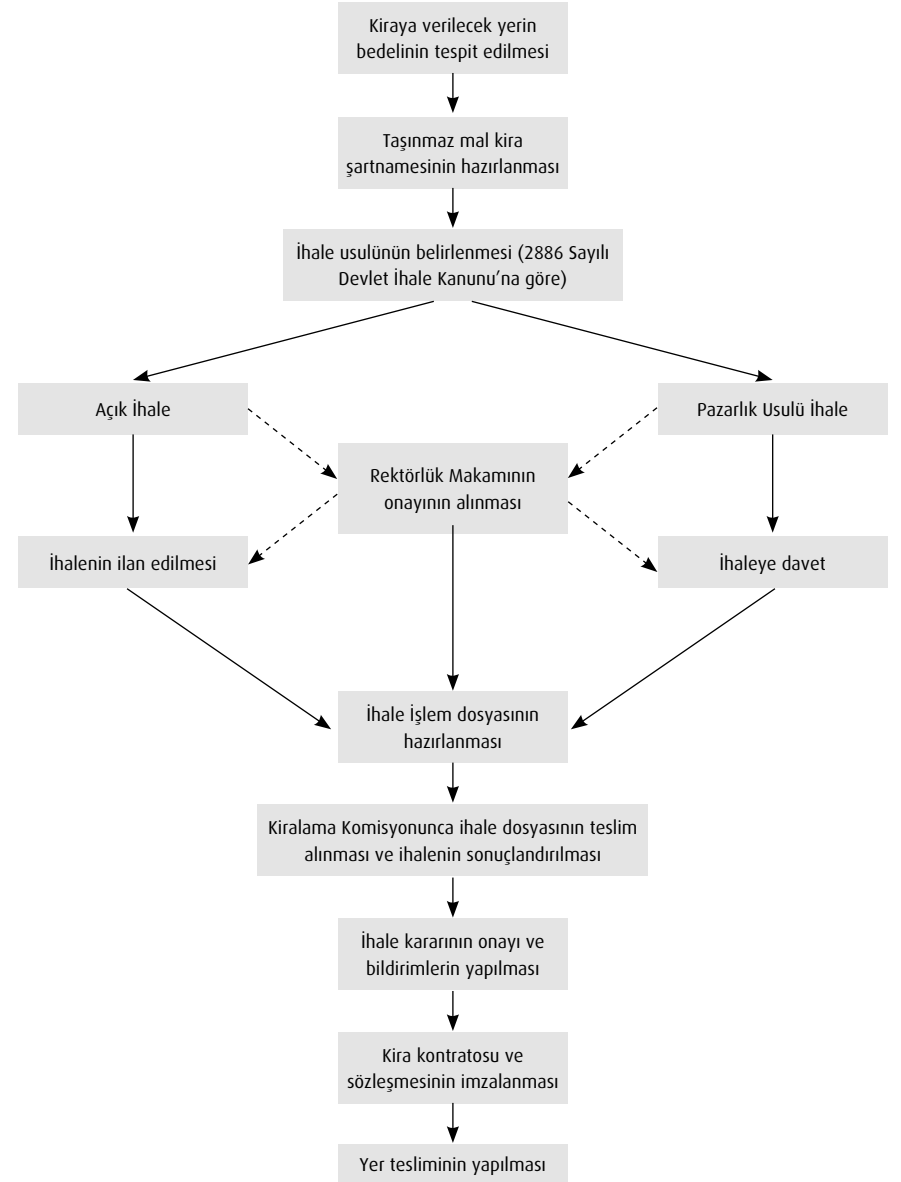 Kiraya verilecek yerin
bedelinin tespit edilmesi
Taşınmaz mal kira
şartnamesinin hazırlanması
İhale usulünün belirlenmesi (2886 Sayılı
Devlet İhale Kanunu’na göre)
Açık İhale
Pazarlık Usulü İhale
Rektörlük Makamının
onayının alınması
İhalenin ilan edilmesi
İhaleye davet
İhale İşlem dosyasının
hazırlanması
Kiralama Komisyonunca ihale dosyasının teslim
alınması ve ihalenin sonuçlandırılması
İhale kararının onayı ve
bildirimlerin yapılması
Kira kontratosu ve
sözleşmesinin imzalanması
Yer tesliminin yapılması